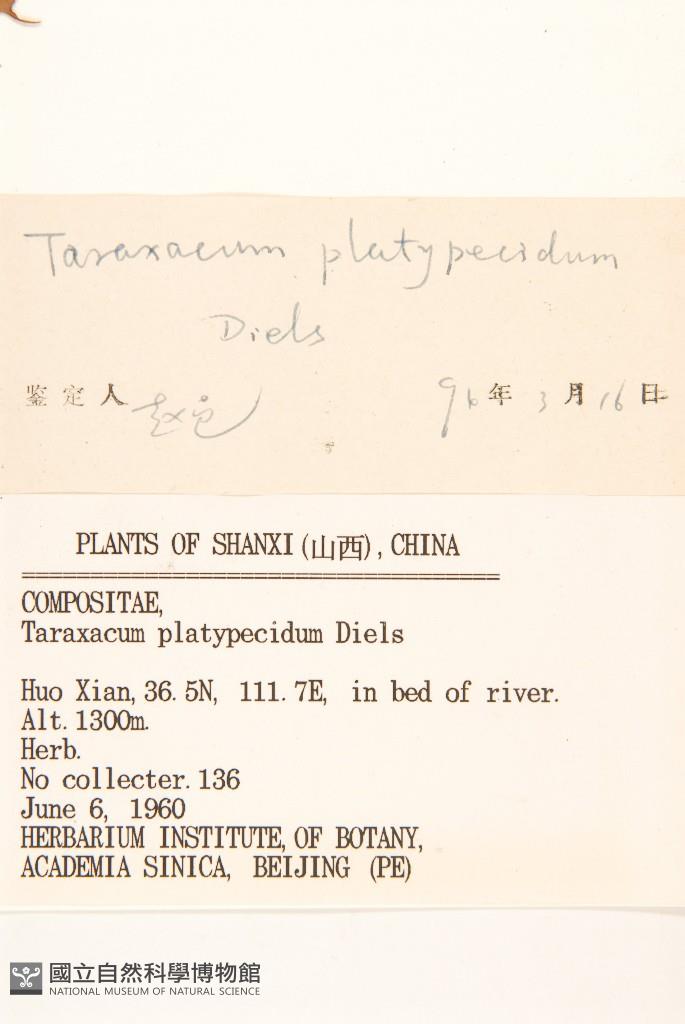 Taraxacum platypecidum
Diels
鉴定人 96年3月16日
PLANTS OF SHANXI(山西), CHINA
COMPOSITAE,
Taraxacum platypecidum Diels
Huo Xian, 36.5N, 111.7E, in bed of river.
Alt. 1300m.
Herb.
No collecter. 136
June 6, 1960
HERBARIUM INSTITUTE, OF BOTANY,
ACADEMIA SINICA, BEIJING (PE)
國立自然科學博物館
NATIONAL MUSEUM OF NATURAL SCIENCE